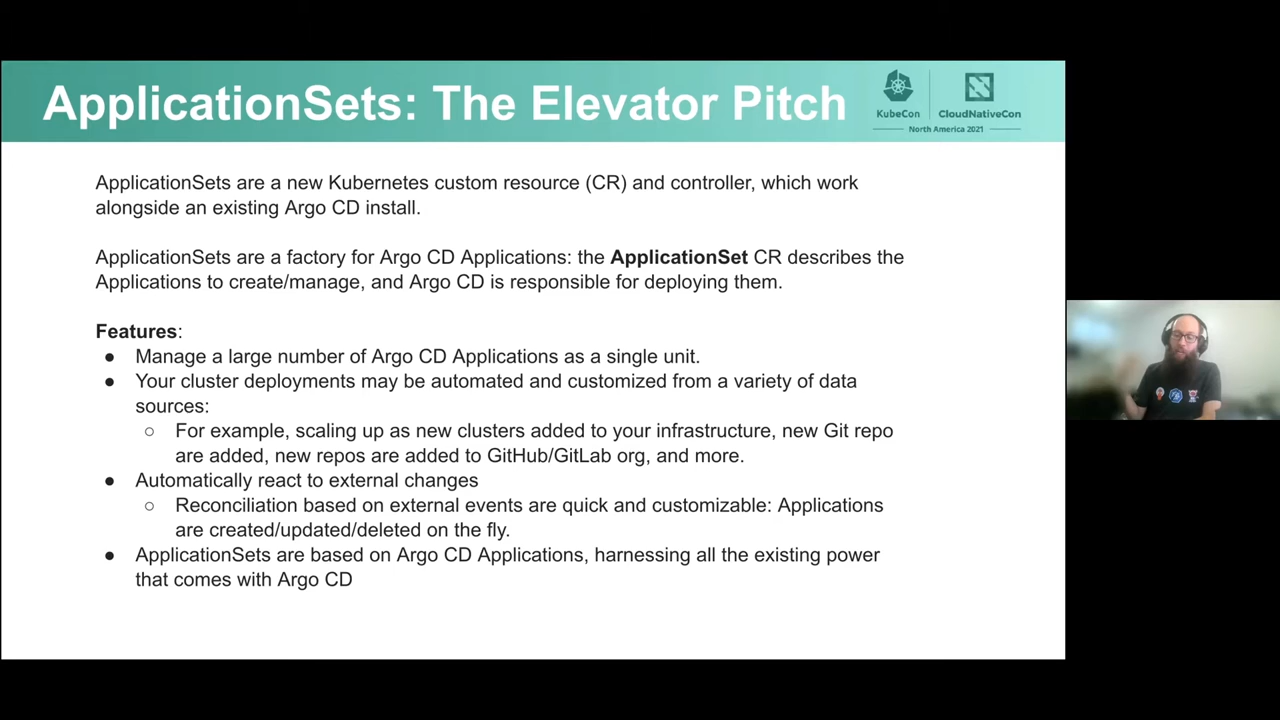 ApplicationSets: The Elevator Pitch
KubeCon
CloudNativeCon
North America 2021
ApplicationSets are a new Kubernetes custom resource (CR) and controller, which work
alongside an existing Argo CD install.
ApplicationSets are a factory for Argo CD Applications: the ApplicationSet CR describes the
Applications to create/manage, and Argo CD is responsible for deploying them.
Features:
● Manage a large number of Argo CD Applications as a single unit.
● Your cluster deployments may be automated and customized from a variety of data
sources:
○ For example, scaling up as new clusters added to your infrastructure, new Git repo
are added, new repos are added to GitHub/GitLab org, and more.
● Automatically react to external changes
○ Reconciliation based on external events are quick and customizable: Applications
are created/updated/deleted on the fly.
● ApplicationSets are based on Argo CD Applications, harnessing all the existing power
that comes with Argo CD